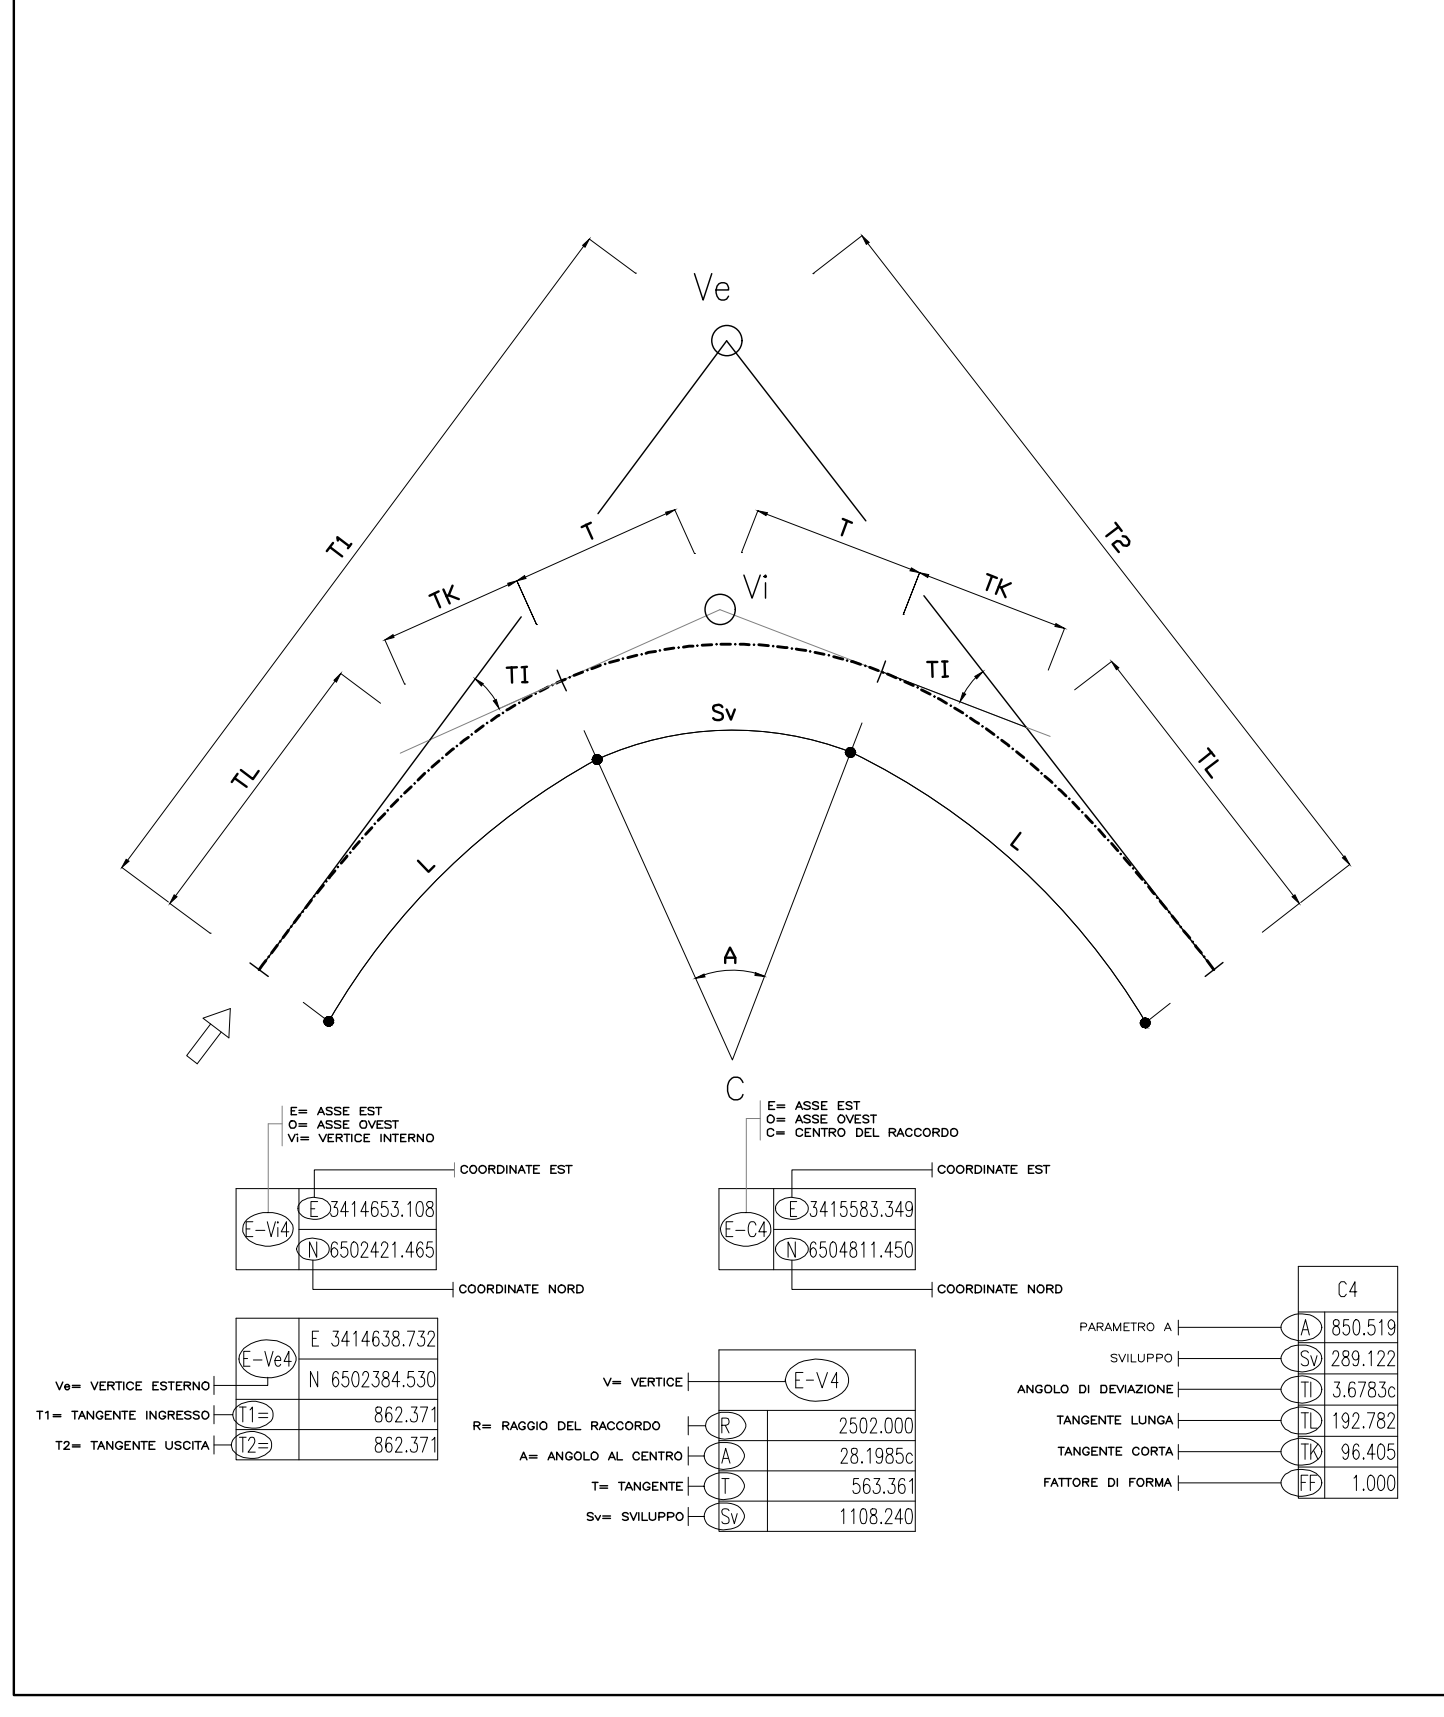 Ve
T1
T2
T
T
TK
TK
Vi
TI
TI
TL
TL
Sv
L
L
A
C
E= ASSE EST
O= ASSE OVEST
Vi= VERTICE INTERNO
COORDINATE EST
E-Vi4
E 3414653.108
N 6502421.465
COORDINATE NORD
E= ASSE EST
O= ASSE OVEST
C= CENTRO DEL RACCORDO
COORDINATE EST
E-C4
E 3415583.349
N 6504811.450
COORDINATE NORD
E-Ve4
E 3414638.732
N 6502384.530
Ve= VERTICE ESTERNO
T1= TANGENTE INGRESSO T1= 862.371
T2= TANGENTE USCITA T2= 862.371
V= VERTICE E-V4
R= RAGGIO DEL RACCORDO R 2502.000
A= ANGOLO AL CENTRO A 28.1985c
T= TANGENTE T 563.361
Sv= SVILUPPO Sv 1108.240
C4
PARAMETRO A A 850.519
SVILUPPO Sv 289.122
ANGOLO DI DEVIAZIONE TI 3.6783c
TANGENTE LUNGA TL 192.782
TANGENTE CORTA TK 96.405
FATTORE DI FORMA FF 1.000